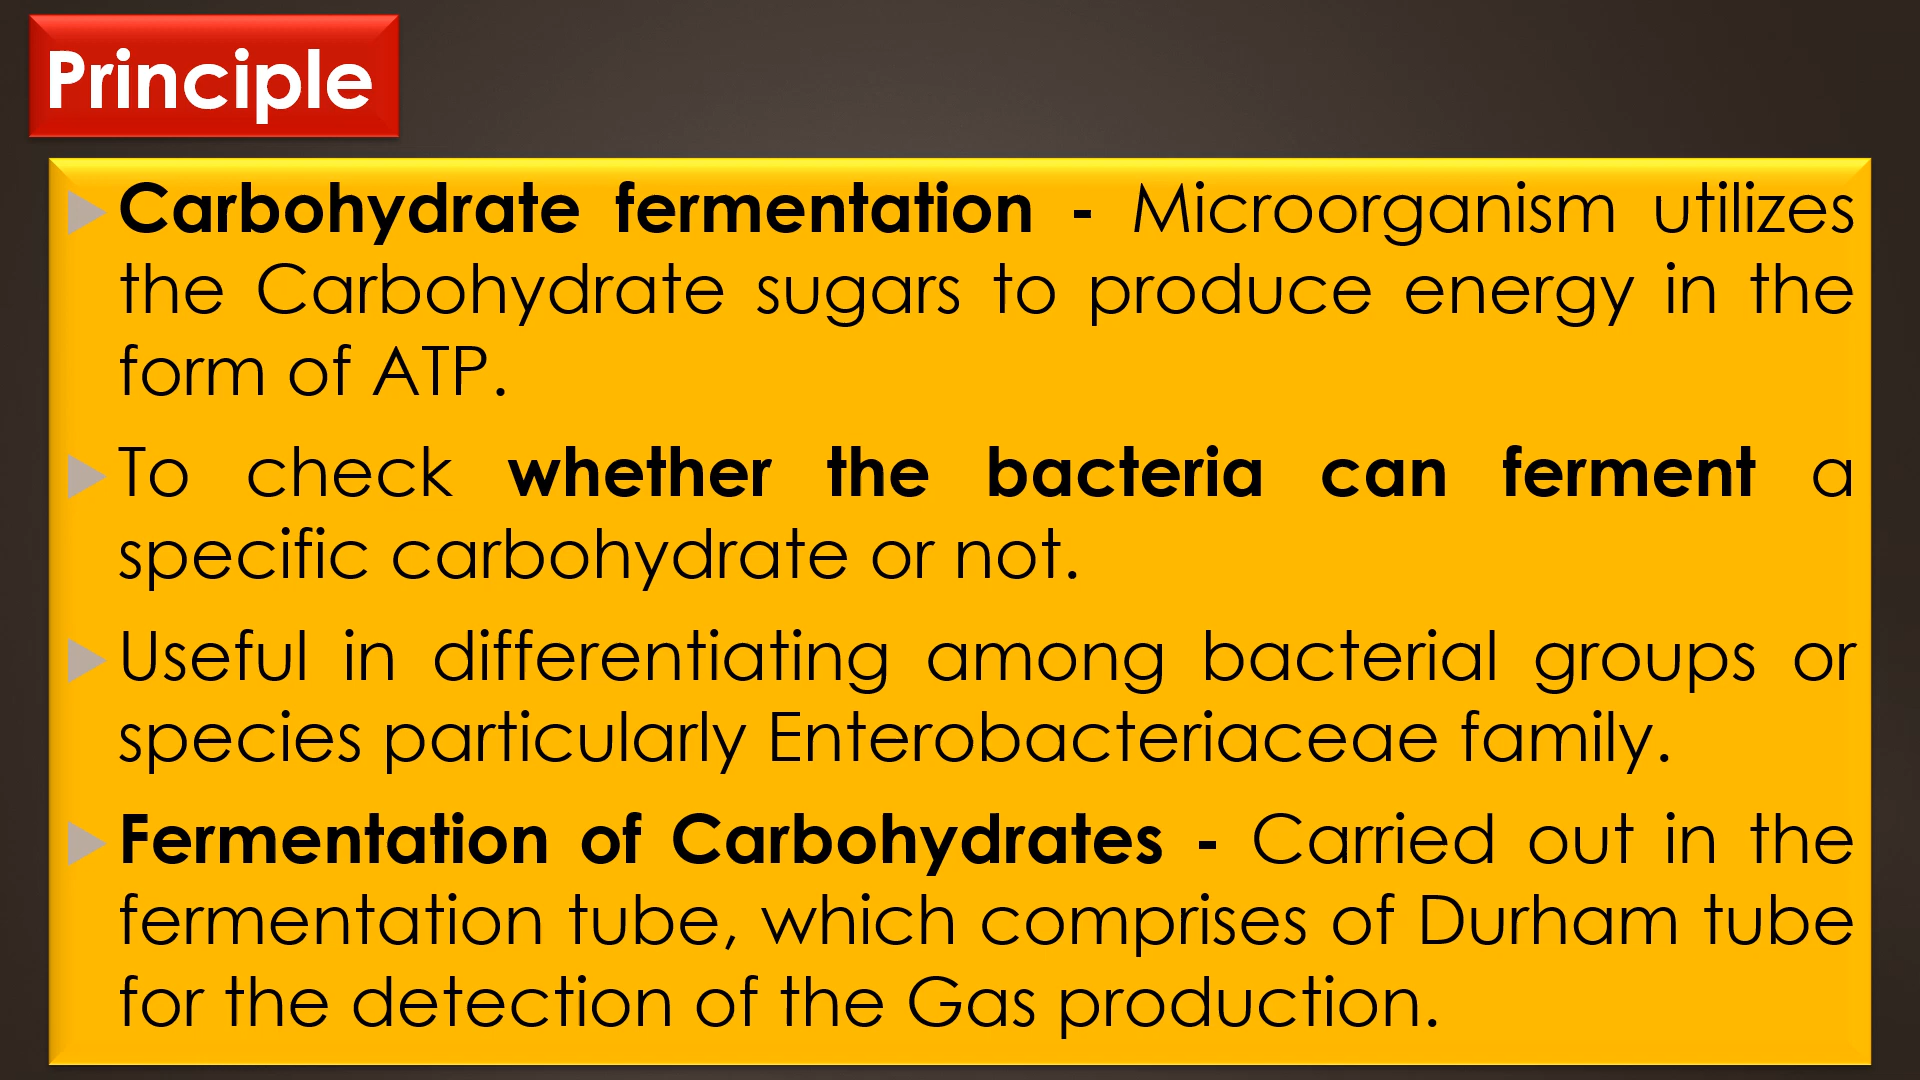 Principle
Carbohydrate fermentation - Microorganism utilizes
the Carbohydrate sugars to produce energy in the
form of ATP.
To check whether the bacteria can ferment a
specific carbohydrate or not.
Useful in differentiating among bacterial groups or
species particularly Enterobacteriaceae family.
Fermentation of Carbohydrates - Carried out in the
fermentation tube, which comprises of Durham tube
for the detection of the Gas production.